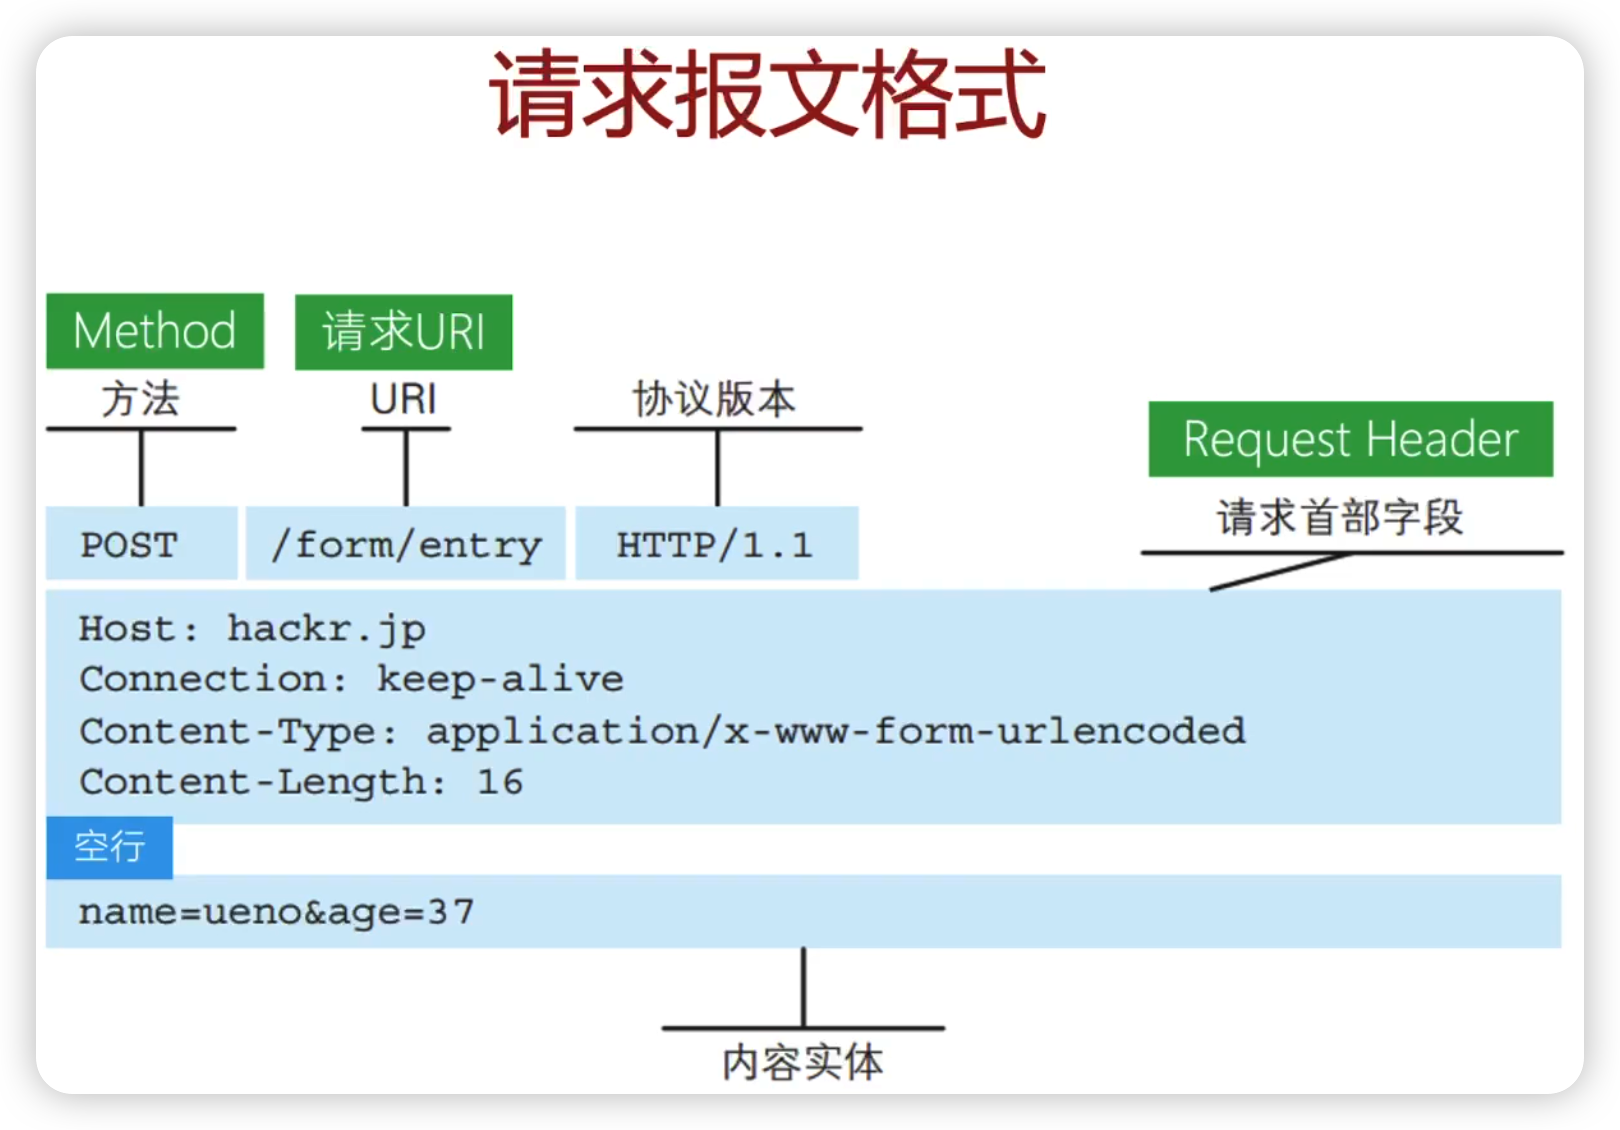 请求报文格式
Method 请求URI
方法 URI 协议版本
Request Header
请求首部字段
POST /form/entry HTTP/1.1
Host: hackr.jp
Connection: keep-alive
Content-Type: application/x-www-form-urlencoded
Content-Length: 16
空行
name=ueno&age=37
内容实体